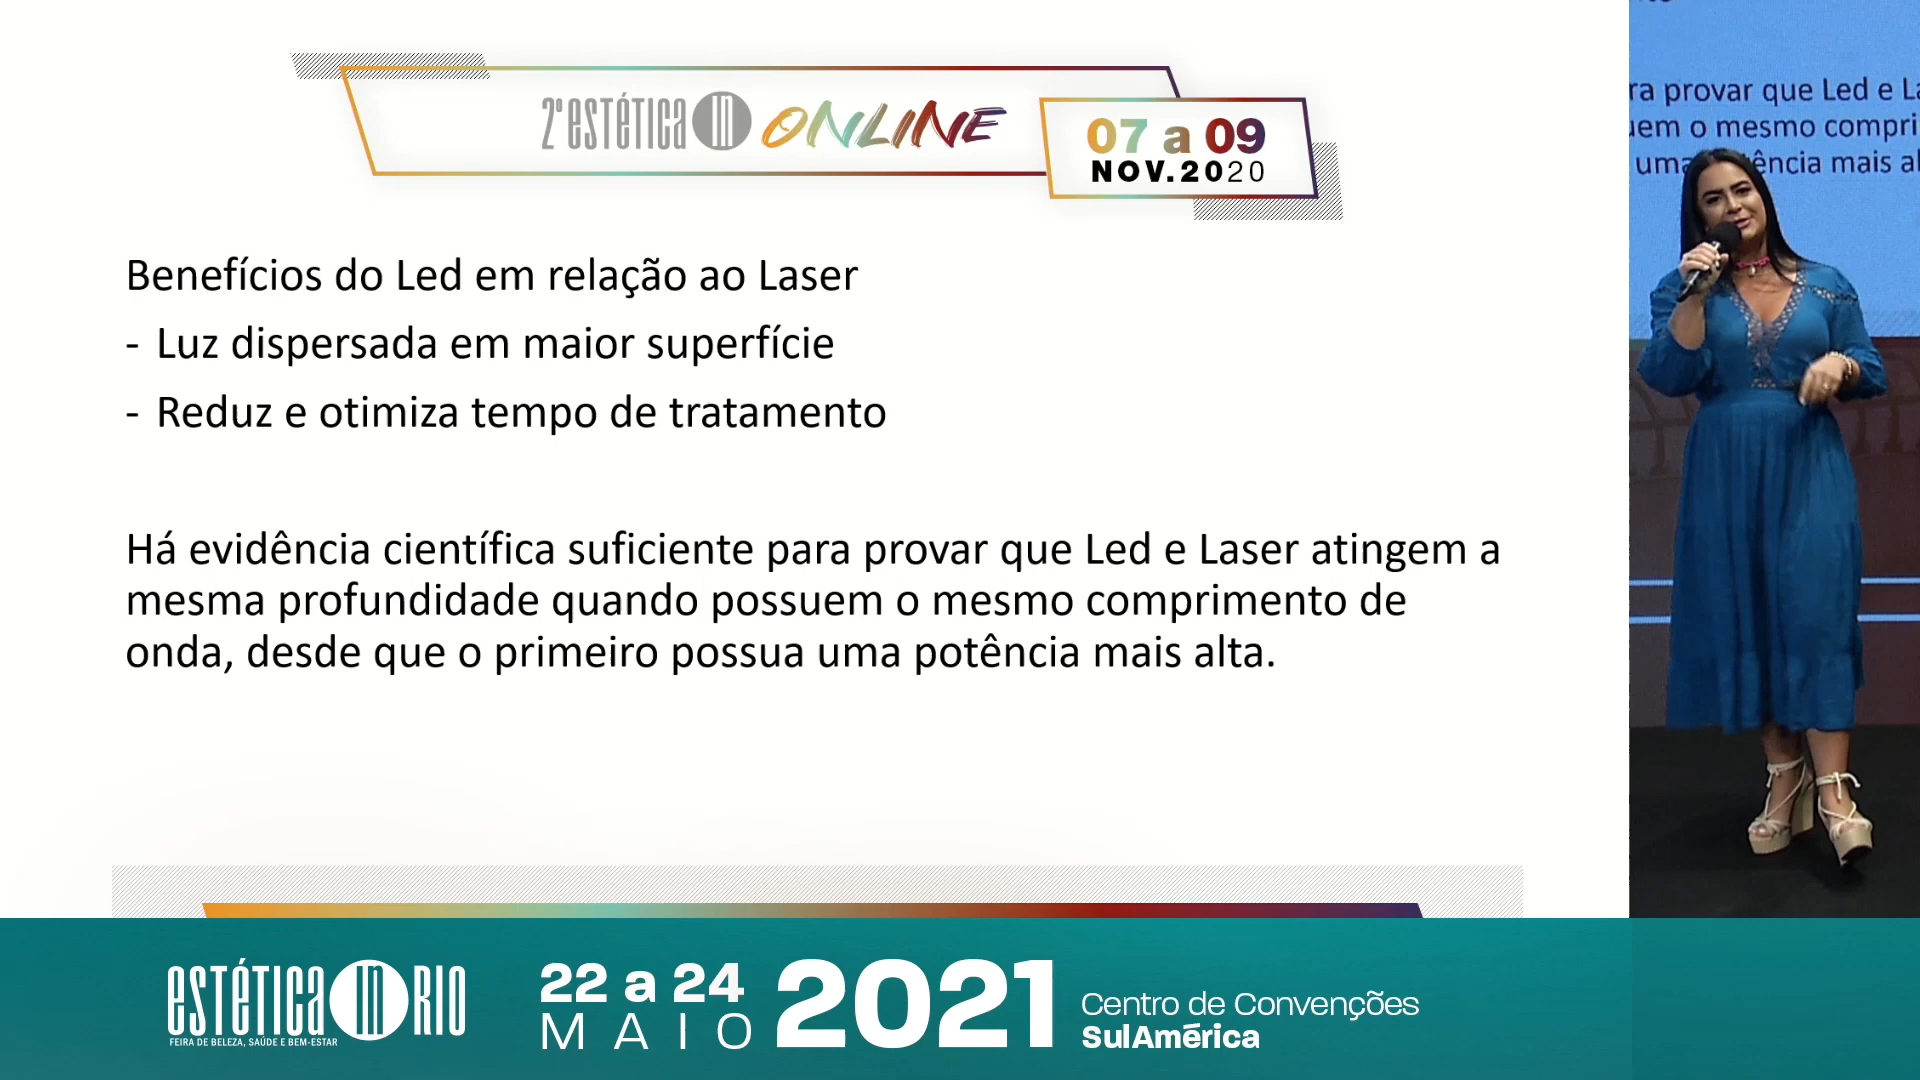 2ª estética in ONLINE
07 a 09
NOV.2020
Benefícios do Led em relação ao Laser
- Luz dispersada em maior superfície
- Reduz e otimiza tempo de tratamento
Há evidência científica suficiente para provar que Led e Laser atingem a
mesma profundidade quando possuem o mesmo comprimento de
onda, desde que o primeiro possua uma potência mais alta.
ra provar que Led e La
uem o mesmo compri
uma ência mais al
estética in RIO
FEIRA DE BELEZA, SAÚDE E BEM-ESTAR
22 a 24
MAIO
2021
Centro de Convenções
SulAmérica